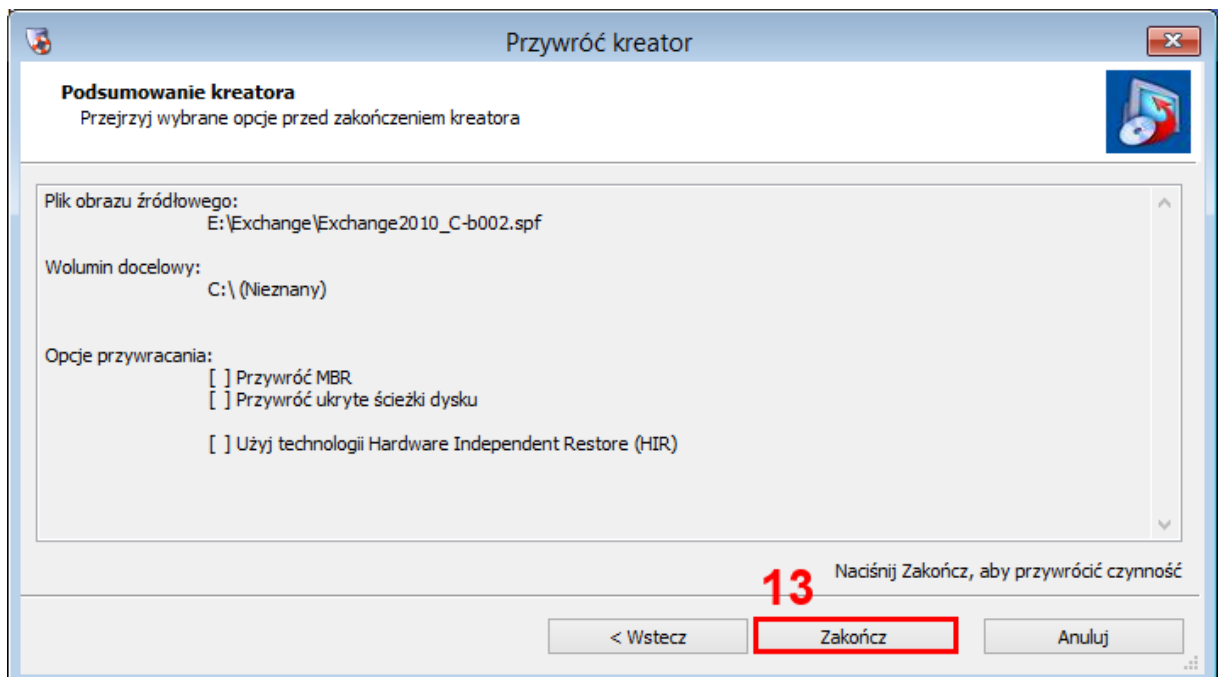 Przywróć kreator
Podsumowanie kreatora
Przejrzyj wybrane opcje przed zakończeniem kreatora
Plik obrazu źródłowego:
E:\Exchange\Exchange2010_C-b002.spf
Wolumin docelowy:
C:\ (Nieznany)
Opcje przywracania:
[ ] Przywróć MBR
[ ] Przywróć ukryte ścieżki dysku
[ ] Użyj technologii Hardware Independent Restore (HIR)
Naciśnij Zakończ, aby przywrócić czynność
13
< Wstecz
Zakończ
Anuluj